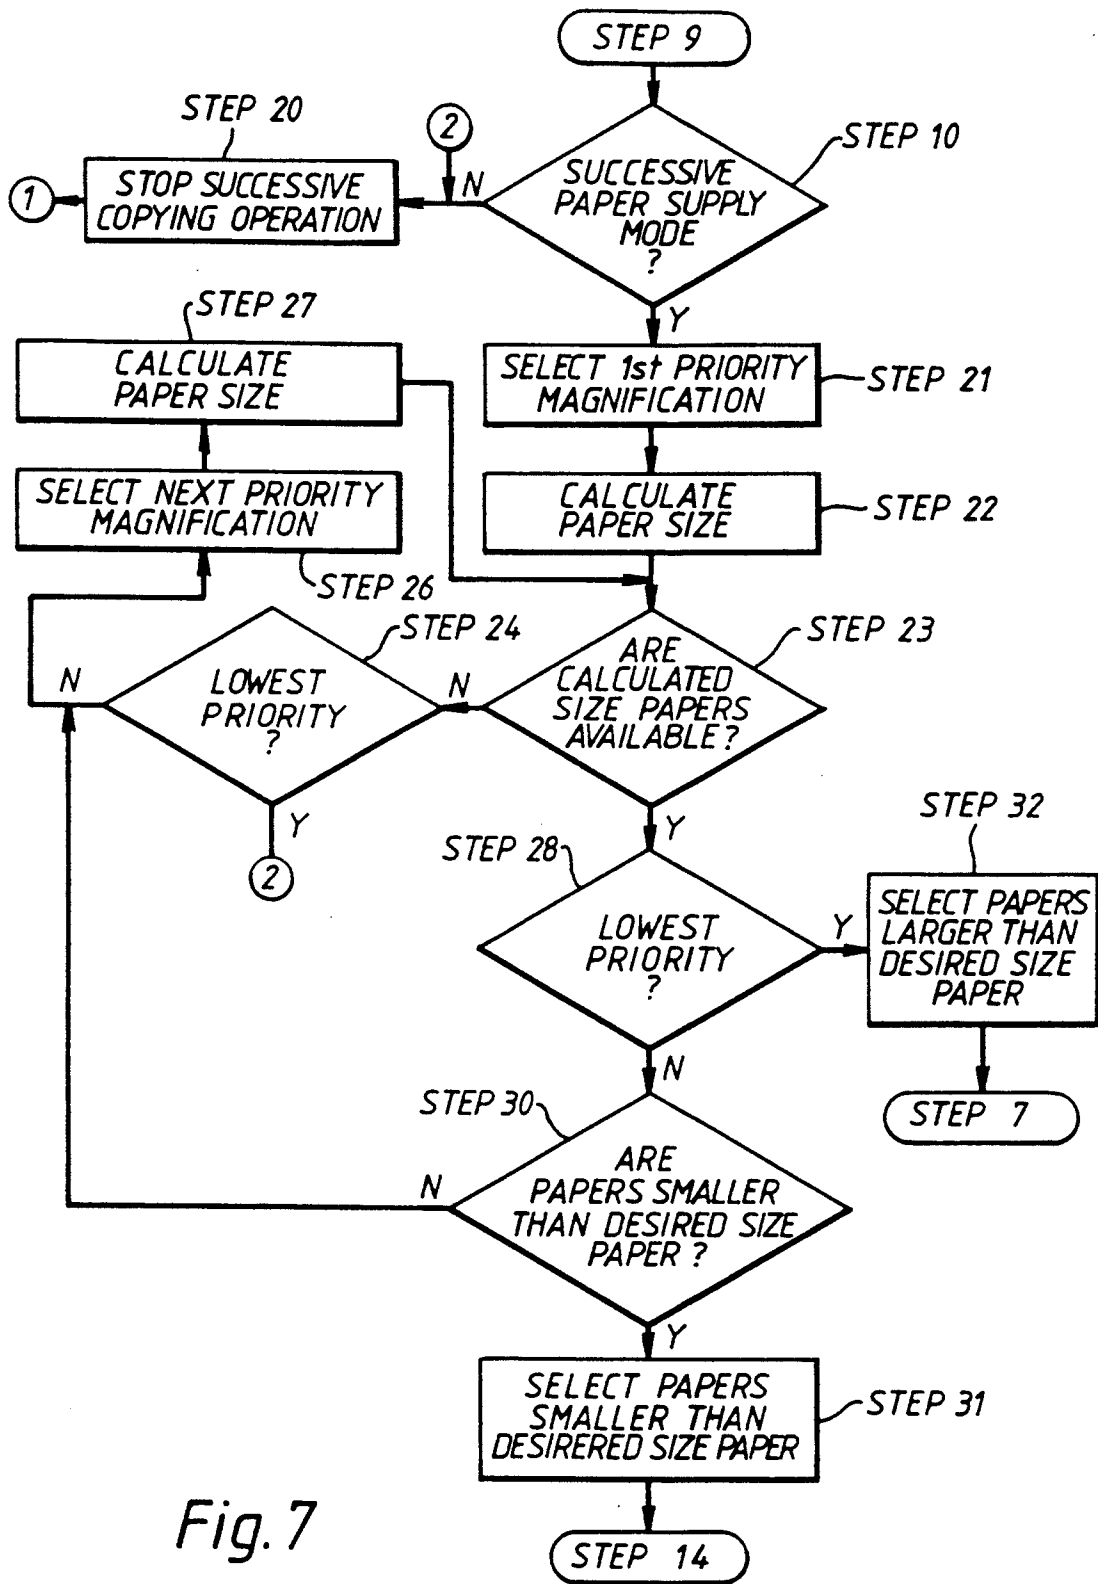 STEP 9
STEP 20
2
STEP 10
1
STOP SUCCESSIVE
COPYING OPERATION
N
SUCCESSIVE
PAPER SUPPLY
MODE
?
STEP 27
Y
CALCULATE
PAPER SIZE
SELECT 1st PRIORITY
MAGNIFICATION
STEP 21
SELECT NEXT PRIORITY
MAGNIFICATION
CALCULATE
PAPER SIZE
STEP 22
STEP 26
STEP 24
STEP 23
N
LOWEST
PRIORITY
?
N
ARE
CALCULATED
SIZE PAPERS
AVAILABLE?
Y
2
Y
STEP 28
STEP 32
LOWEST
PRIORITY
?
Y
SELECT PAPERS
LARGER THAN
DESIRED SIZE
PAPER
N
STEP 7
STEP 30
N
ARE
PAPERS SMALLER
THAN DESIRED SIZE
PAPER ?
Y
SELECT PAPERS
SMALLER THAN
DESIRERED SIZE PAPER
STEP 31
Fig. 7
STEP 14